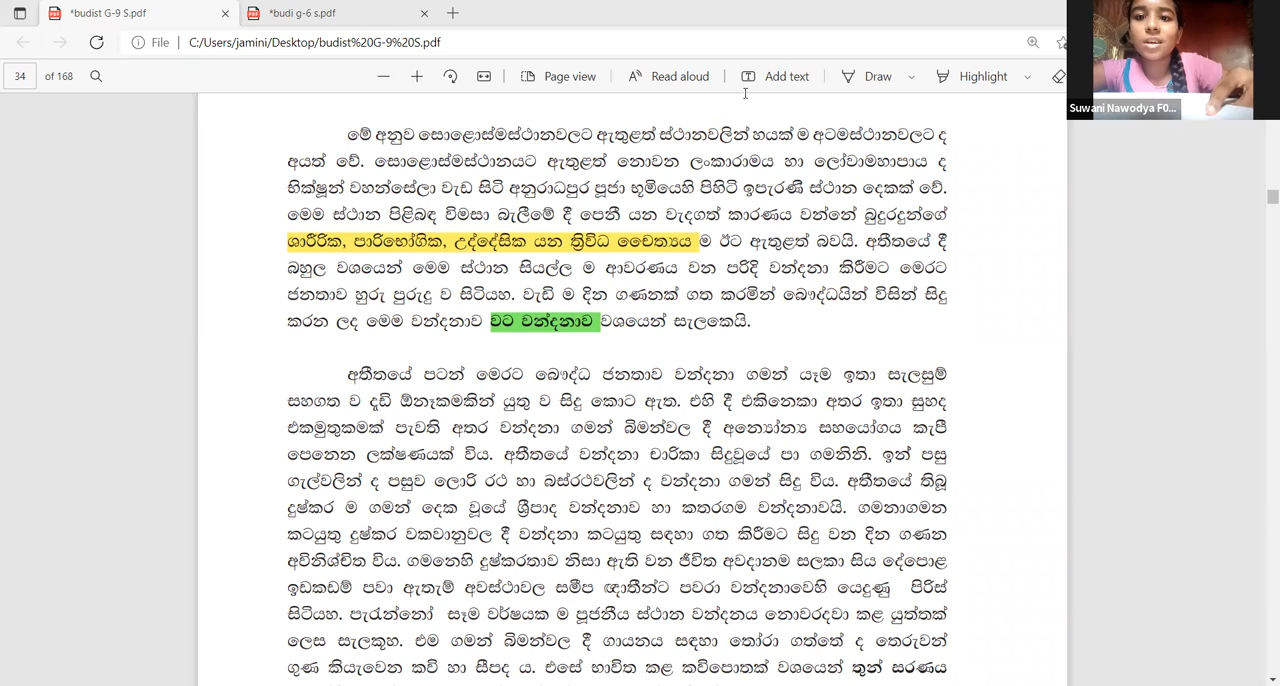 *budist G-9 S.pdf
*budi g-6 s.pdf
File
C:/Users/jamini/Desktop/budist%20G-9%20S.pdf
34 of 168
Page view
Read aloud
Add text
Draw
Highlight
Suwani Nawodya F0...
මේ අනුව සොළොස්මස්ථානවලට ඇතුළත් ස්ථානවලින් හයක් ම අටමස්ථානවලට ද
අයත් වේ. සොළොස්මස්ථානයට ඇතුළත් නොවන ලංකාරාමය හා ලෝවාමහාපාය ද
භික්ෂූන් වහන්සේලා වැඩ සිටි අනුරාධපුර පූජා භූමියෙහි පිහිටි ඉපැරණි ස්ථාන දෙකක් වේ.
මෙම ස්ථාන පිළිබඳ විමසා බැලීමේ දී පෙනී යන වැදගත් කාරණය වන්නේ බුදුරදුන්ගේ
ශාරීරික, පාරිභෝගික, උද්දේසික යන ත්‍රිවිධ චෛත්‍යය ම ඊට ඇතුළත් බවයි. අතීතයේ දී
බහුල වශයෙන් මෙම ස්ථාන සියල්ල ම ආවරණය වන පරිදි වන්දනා කිරීමට මෙරට
ජනතාව හුරු පුරුදු ව සිටියහ. වැඩි ම දින ගණනක් ගත කරමින් බෞද්ධයින් විසින් සිදු
කරන ලද මෙම වන්දනාව වට වන්දනාව වශයෙන් සැලකෙයි.
අතීතයේ පටන් මෙරට බෞද්ධ ජනතාව වන්දනා ගමන් යෑම ඉතා සැලසුම්
සහගත ව දැඩි ඕනෑකමකින් යුතු ව සිදු කොට ඇත. එහි දී එකිනෙකා අතර ඉතා සුහද
එකමුතුකමක් පැවති අතර වන්දනා ගමන් බිමන්වල දී අන්‍යෝන්‍ය සහයෝගය කැපී
පෙනෙන ලක්ෂණයක් විය. අතීතයේ වන්දනා චාරිකා සිදුවූයේ පා ගමනිනි. ඉන් පසු
ගැල්වලින් ද පසුව ලොරි රථ හා බස්රථවලින් ද වන්දනා ගමන් සිදු විය. අතීතයේ තිබූ
දුෂ්කර ම ගමන් දෙක වූයේ ශ්‍රීපාද වන්දනාව හා කතරගම වන්දනාවයි. ගමනාගමන
කටයුතු දුෂ්කර වකවානුවල දී වන්දනා කටයුතු සඳහා ගත කිරීමට සිදු වන දින ගණන
අවිනිශ්චිත විය. ගමනෙහි දුෂ්කරතාව නිසා ඇති වන ජීවිත අවදානම සලකා සිය දේපොළ
ඉඩකඩම් පවා ඇතැම් අවස්ථාවල සමීප ඥාතීන්ට පවරා වන්දනාවෙහි යෙදුණු පිරිස්
සිටියහ. පැරැන්නෝ සෑම වර්ෂයක ම පූජනීය ස්ථාන වන්දනය නොවරදවා කළ යුත්තක්
ලෙස සැලකූහ. එම ගමන් බිමන්වල දී ගායනය සඳහා තෝරා ගත්තේ ද තෙරුවන්
ගුණ කියැවෙන කවි හා සීපද ය. එසේ භාවිත කළ කවිපොතක් වශයෙන් තුන් සරණය